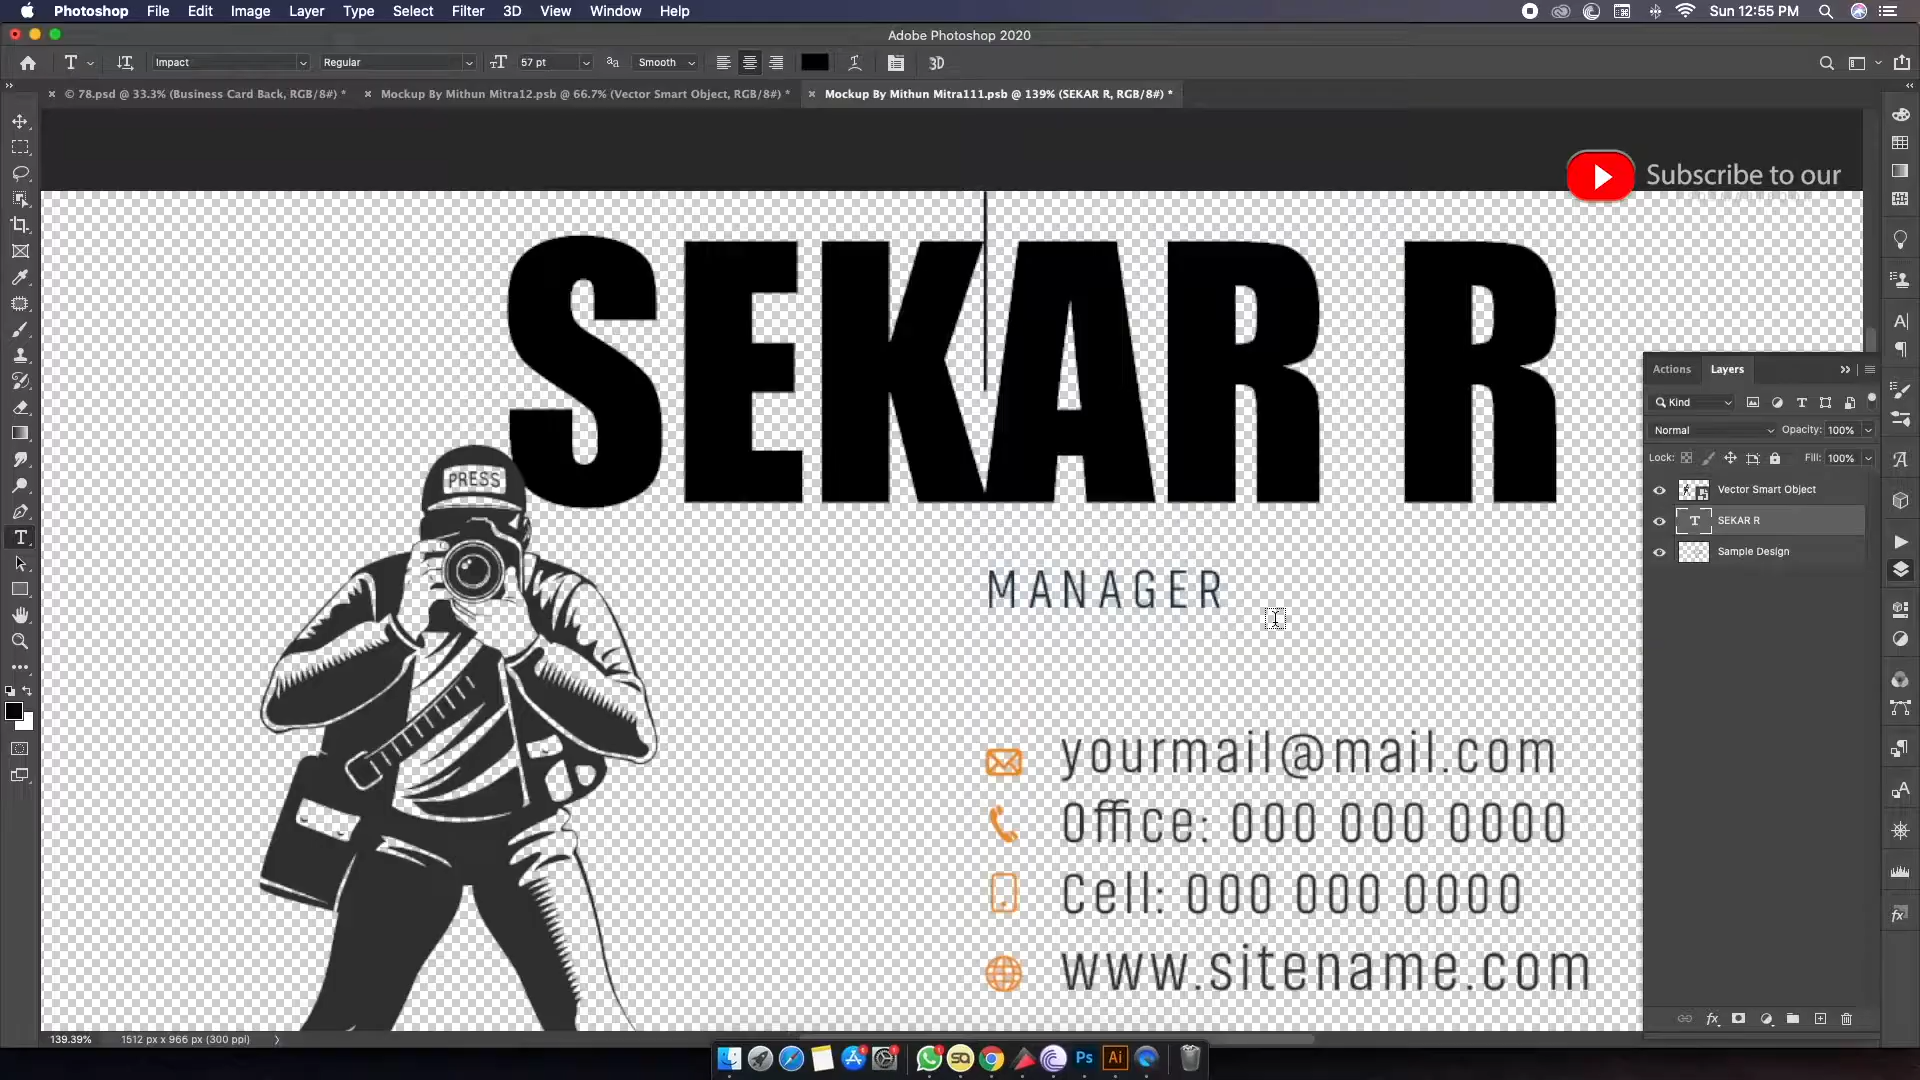 Photoshop File Edit Image Layer Type Select Filter 3D View Window Help Sun 12:55 PM
Adobe Photoshop 2020
T Impact Regular 57 pt Smooth 3D
© 78.psd @ 33.3% (Business Card Back, RGB/8#) * Mockup By Mithun Mitra12.psb @ 66.7% (Vector Smart Object, RGB/8#) * Mockup By Mithun Mitra111.psb @ 139% (SEKAR R, RGB/8#) *
Subscribe to our
SEKAR R
Actions Layers
Kind
Normal Opacity: 100%
Lock: Fill: 100%
PRESS
Vector Smart Object
SEKAR R
Sample Design
MANAGER
yourmail@mail.com
Office: 000 000 0000
Cell: 000 000 0000
www.sitename.com
139.39% 1512 px x 966 px (300 ppi)
Ps Ai